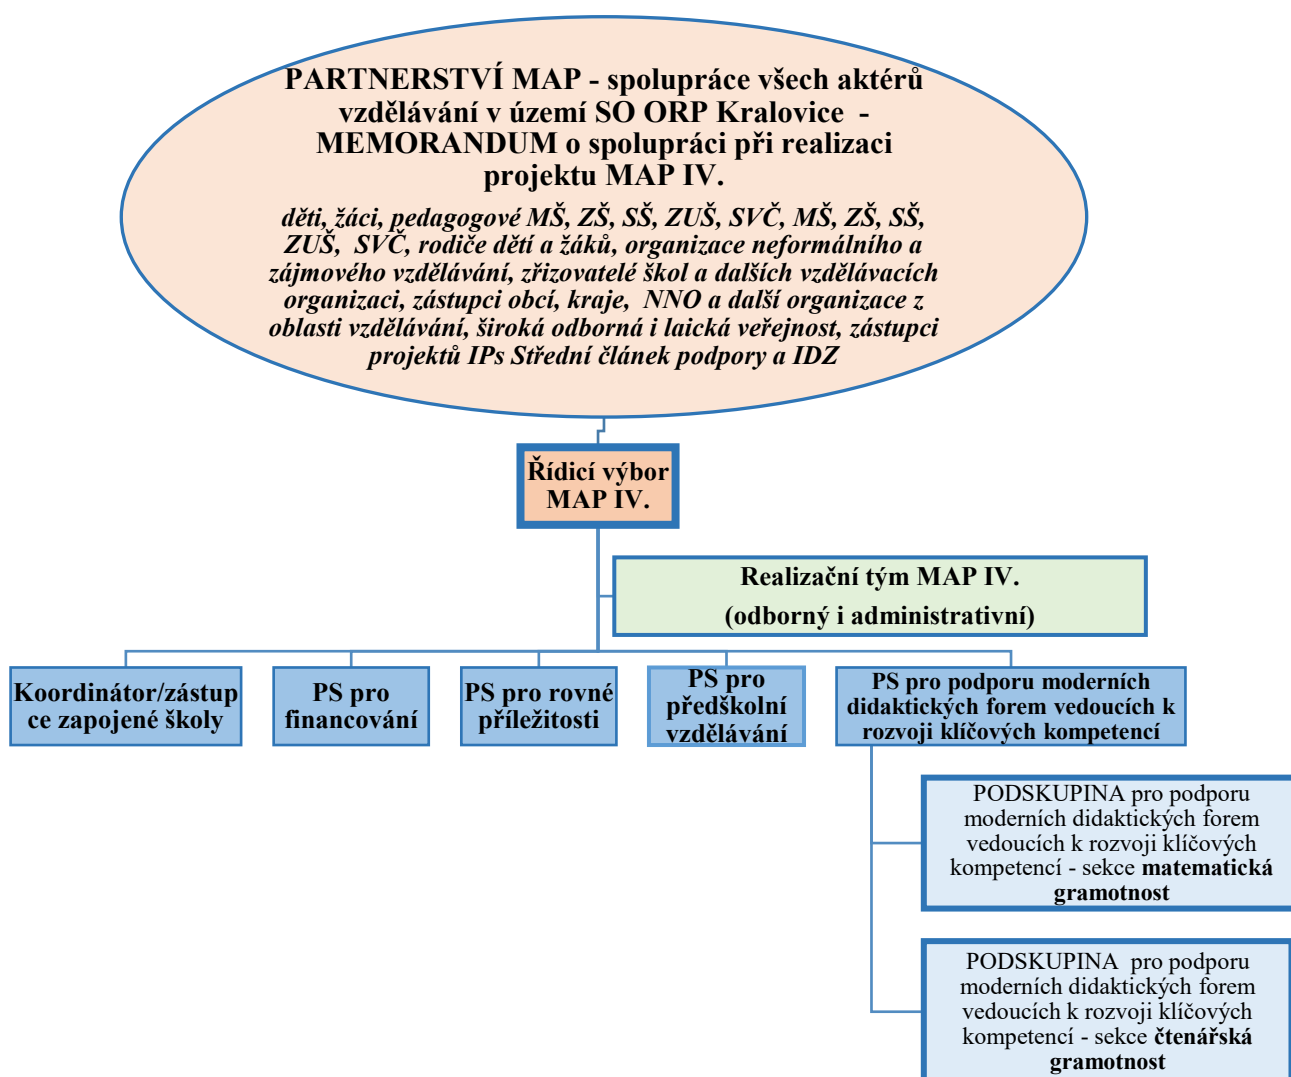 PARTNERSTVÍ MAP - spolupráce všech aktérů
vzdělávání v území SO ORP Kralovice -
MEMORANDUM o spolupráci při realizaci
projektu MAP IV.
děti, žáci, pedagogové MŠ, ZŠ, SŠ, ZUŠ, SVČ, MŠ, ZŠ, SŠ,
ZUŠ, SVČ, rodiče dětí a žáků, organizace neformálního a
zájmového vzdělávání, zřizovatelé škol a dalších vzdělávacích
organizaci, zástupci obcí, kraje, NNO a další organizace z
oblasti vzdělávání, široká odborná i laická veřejnost, zástupci
projektů IPs Střední článek podpory a IDZ
Řídicí výbor
MAP IV.
Realizační tým MAP IV.
(odborný i administrativní)
Koordinátor/zástup
ce zapojené školy
PS pro
financování
PS pro rovné
příležitosti
PS pro
předškolní
vzdělávání
PS pro podporu moderních
didaktických forem vedoucích k
rozvoji klíčových kompetencí
PODSKUPINA pro podporu
moderních didaktických forem
vedoucích k rozvoji klíčových
kompetencí - sekce matematická
gramotnost
PODSKUPINA pro podporu
moderních didaktických forem
vedoucích k rozvoji klíčových
kompetencí - sekce čtenářská
gramotnost